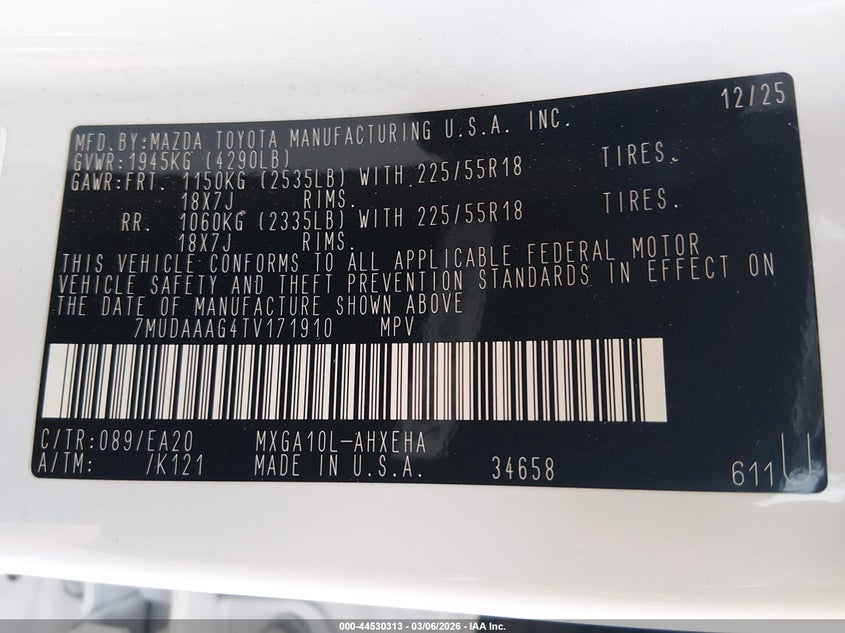 12/25
MFD.BY:MAZDA TOYOTA MANUFACTURING U.S.A. INC.
GVWR:1945KG (4290LB)
GAWR:FRT. 1150KG (2535LB) WITH 225/55R18 TIRES.
18X7J RIMS.
RR. 1060KG (2335LB) WITH 225/55R18 TIRES.
18X7J RIMS.
THIS VEHICLE CONFORMS TO ALL APPLICABLE FEDERAL MOTOR
VEHICLE SAFETY AND THEFT PREVENTION STANDARDS IN EFFECT ON
THE DATE OF MANUFACTURE SHOWN ABOVE
7MUDAAAG4TV171910 MPV
C/TR:089/EA20 MXGA10L-AHXEHA
A/TM: /K121 MADE IN U.S.A. 34658 611U
000-44530313 - 03/06/2026 - IAA Inc.